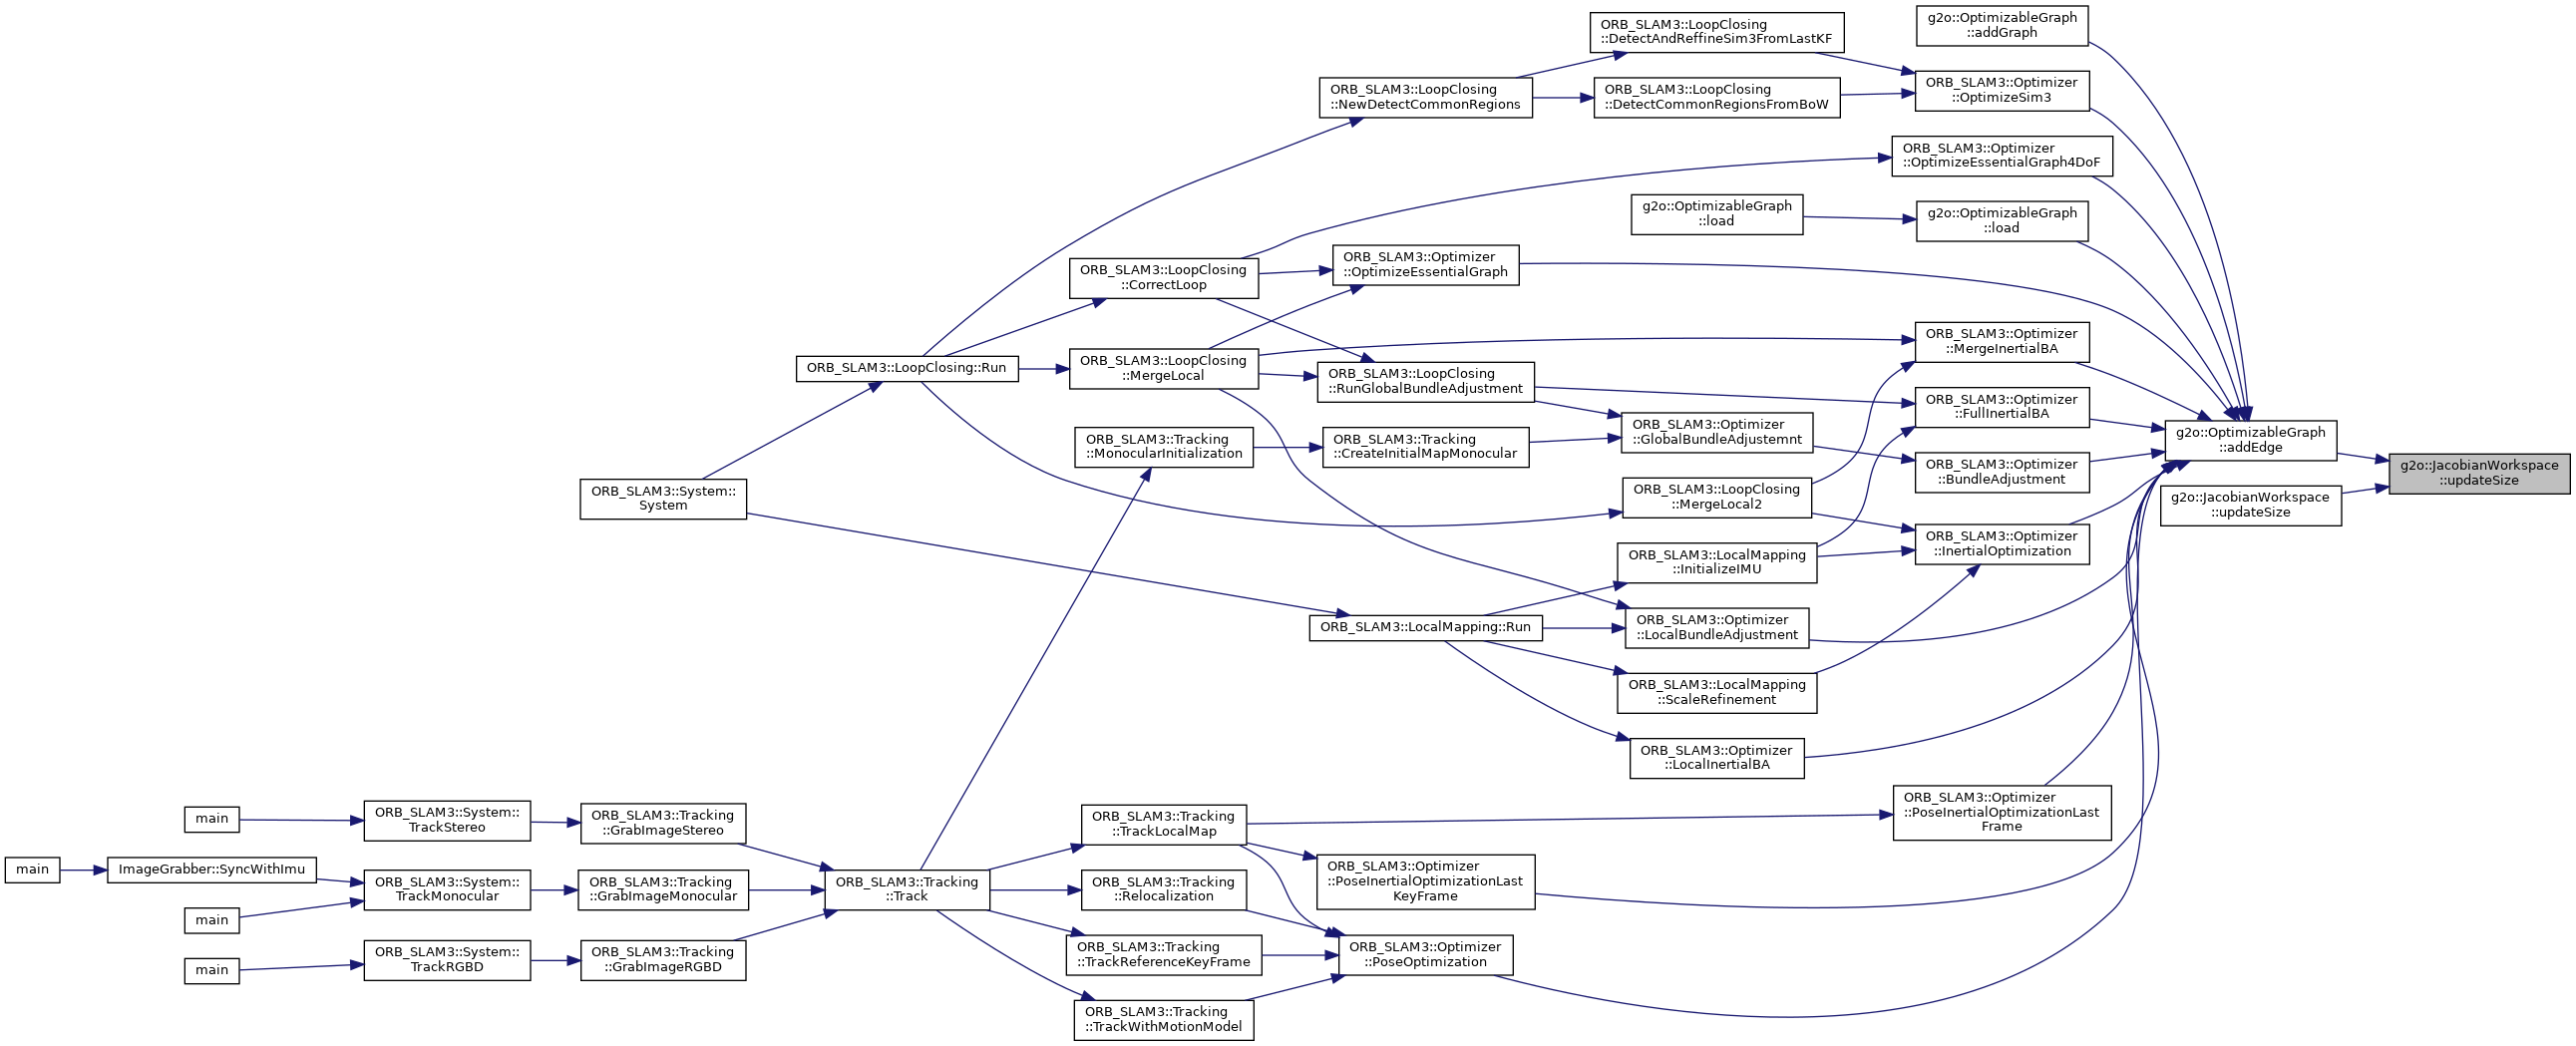 ORB_SLAM3::LoopClosing
::DetectAndReffineSim3FromLastKF
g2o::OptimizableGraph
::addGraph
ORB_SLAM3::LoopClosing
::NewDetectCommonRegions
ORB_SLAM3::LoopClosing
::DetectCommonRegionsFromBoW
ORB_SLAM3::Optimizer
::OptimizeSim3
ORB_SLAM3::Optimizer
::OptimizeEssentialGraph4DoF
g2o::OptimizableGraph
::load
g2o::OptimizableGraph
::load
ORB_SLAM3::LoopClosing
::CorrectLoop
ORB_SLAM3::Optimizer
::OptimizeEssentialGraph
ORB_SLAM3::Optimizer
::MergeInertialBA
ORB_SLAM3::LoopClosing::Run
ORB_SLAM3::LoopClosing
::MergeLocal
ORB_SLAM3::LoopClosing
::RunGlobalBundleAdjustment
ORB_SLAM3::Optimizer
::FullInertialBA
ORB_SLAM3::Tracking
::MonocularInitialization
ORB_SLAM3::Tracking
::CreateInitialMapMonocular
ORB_SLAM3::Optimizer
::GlobalBundleAdjustemnt
g2o::OptimizableGraph
::addEdge
ORB_SLAM3::Optimizer
::BundleAdjustment
g2o::JacobianWorkspace
::updateSize
ORB_SLAM3::System::
System
ORB_SLAM3::LoopClosing
::MergeLocal2
g2o::JacobianWorkspace
::updateSize
ORB_SLAM3::LocalMapping
::InitializeIMU
ORB_SLAM3::Optimizer
::InertialOptimization
ORB_SLAM3::LocalMapping::Run
ORB_SLAM3::Optimizer
::LocalBundleAdjustment
ORB_SLAM3::LocalMapping
::ScaleRefinement
ORB_SLAM3::Optimizer
::LocalInertialBA
main
ORB_SLAM3::System::
TrackStereo
ORB_SLAM3::Tracking
::GrabImageStereo
ORB_SLAM3::Tracking
::TrackLocalMap
ORB_SLAM3::Optimizer
::PoseInertialOptimizationLast
Frame
main
ImageGrabber::SyncWithImu
ORB_SLAM3::System::
TrackMonocular
ORB_SLAM3::Tracking
::GrabImageMonocular
ORB_SLAM3::Tracking
::Track
ORB_SLAM3::Tracking
::Relocalization
ORB_SLAM3::Optimizer
::PoseInertialOptimizationLast
KeyFrame
main
main
ORB_SLAM3::System::
TrackRGBD
ORB_SLAM3::Tracking
::GrabImageRGBD
ORB_SLAM3::Tracking
::TrackReferenceKeyFrame
ORB_SLAM3::Optimizer
::PoseOptimization
ORB_SLAM3::Tracking
::TrackWithMotionModel